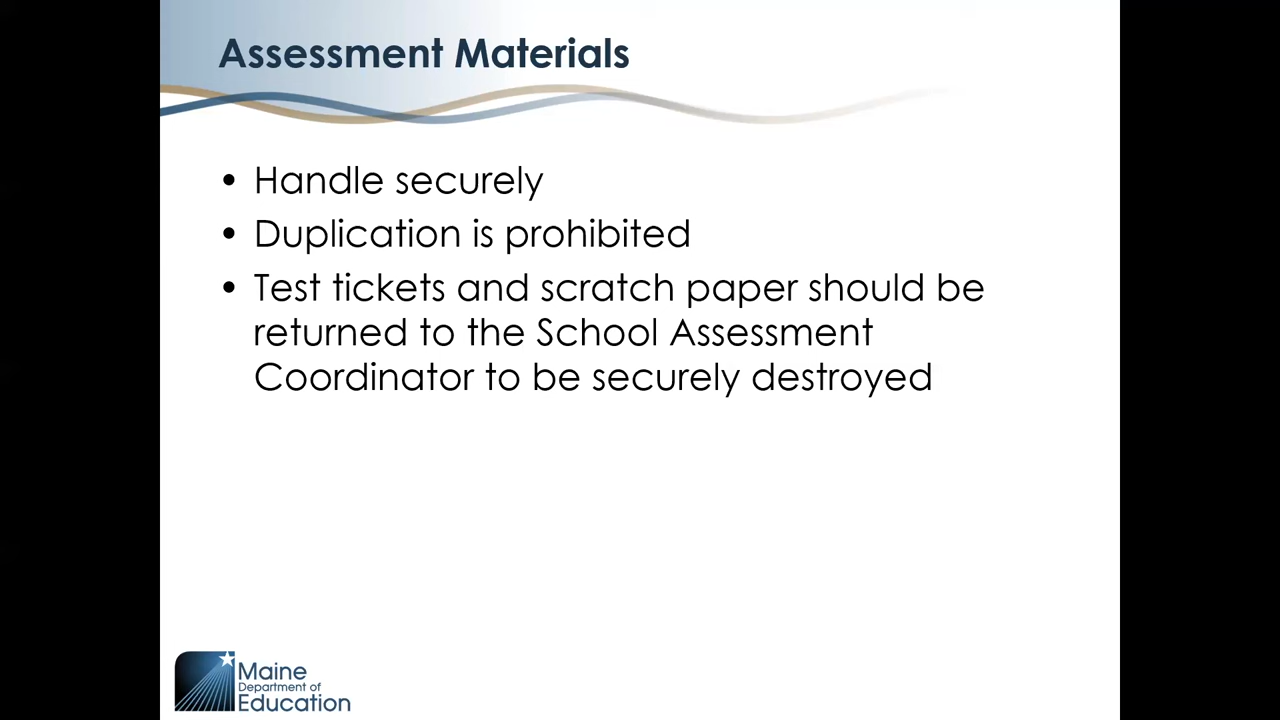 Assessment Materials
• Handle securely
• Duplication is prohibited
• Test tickets and scratch paper should be
returned to the School Assessment
Coordinator to be securely destroyed
Maine
Department of
Education